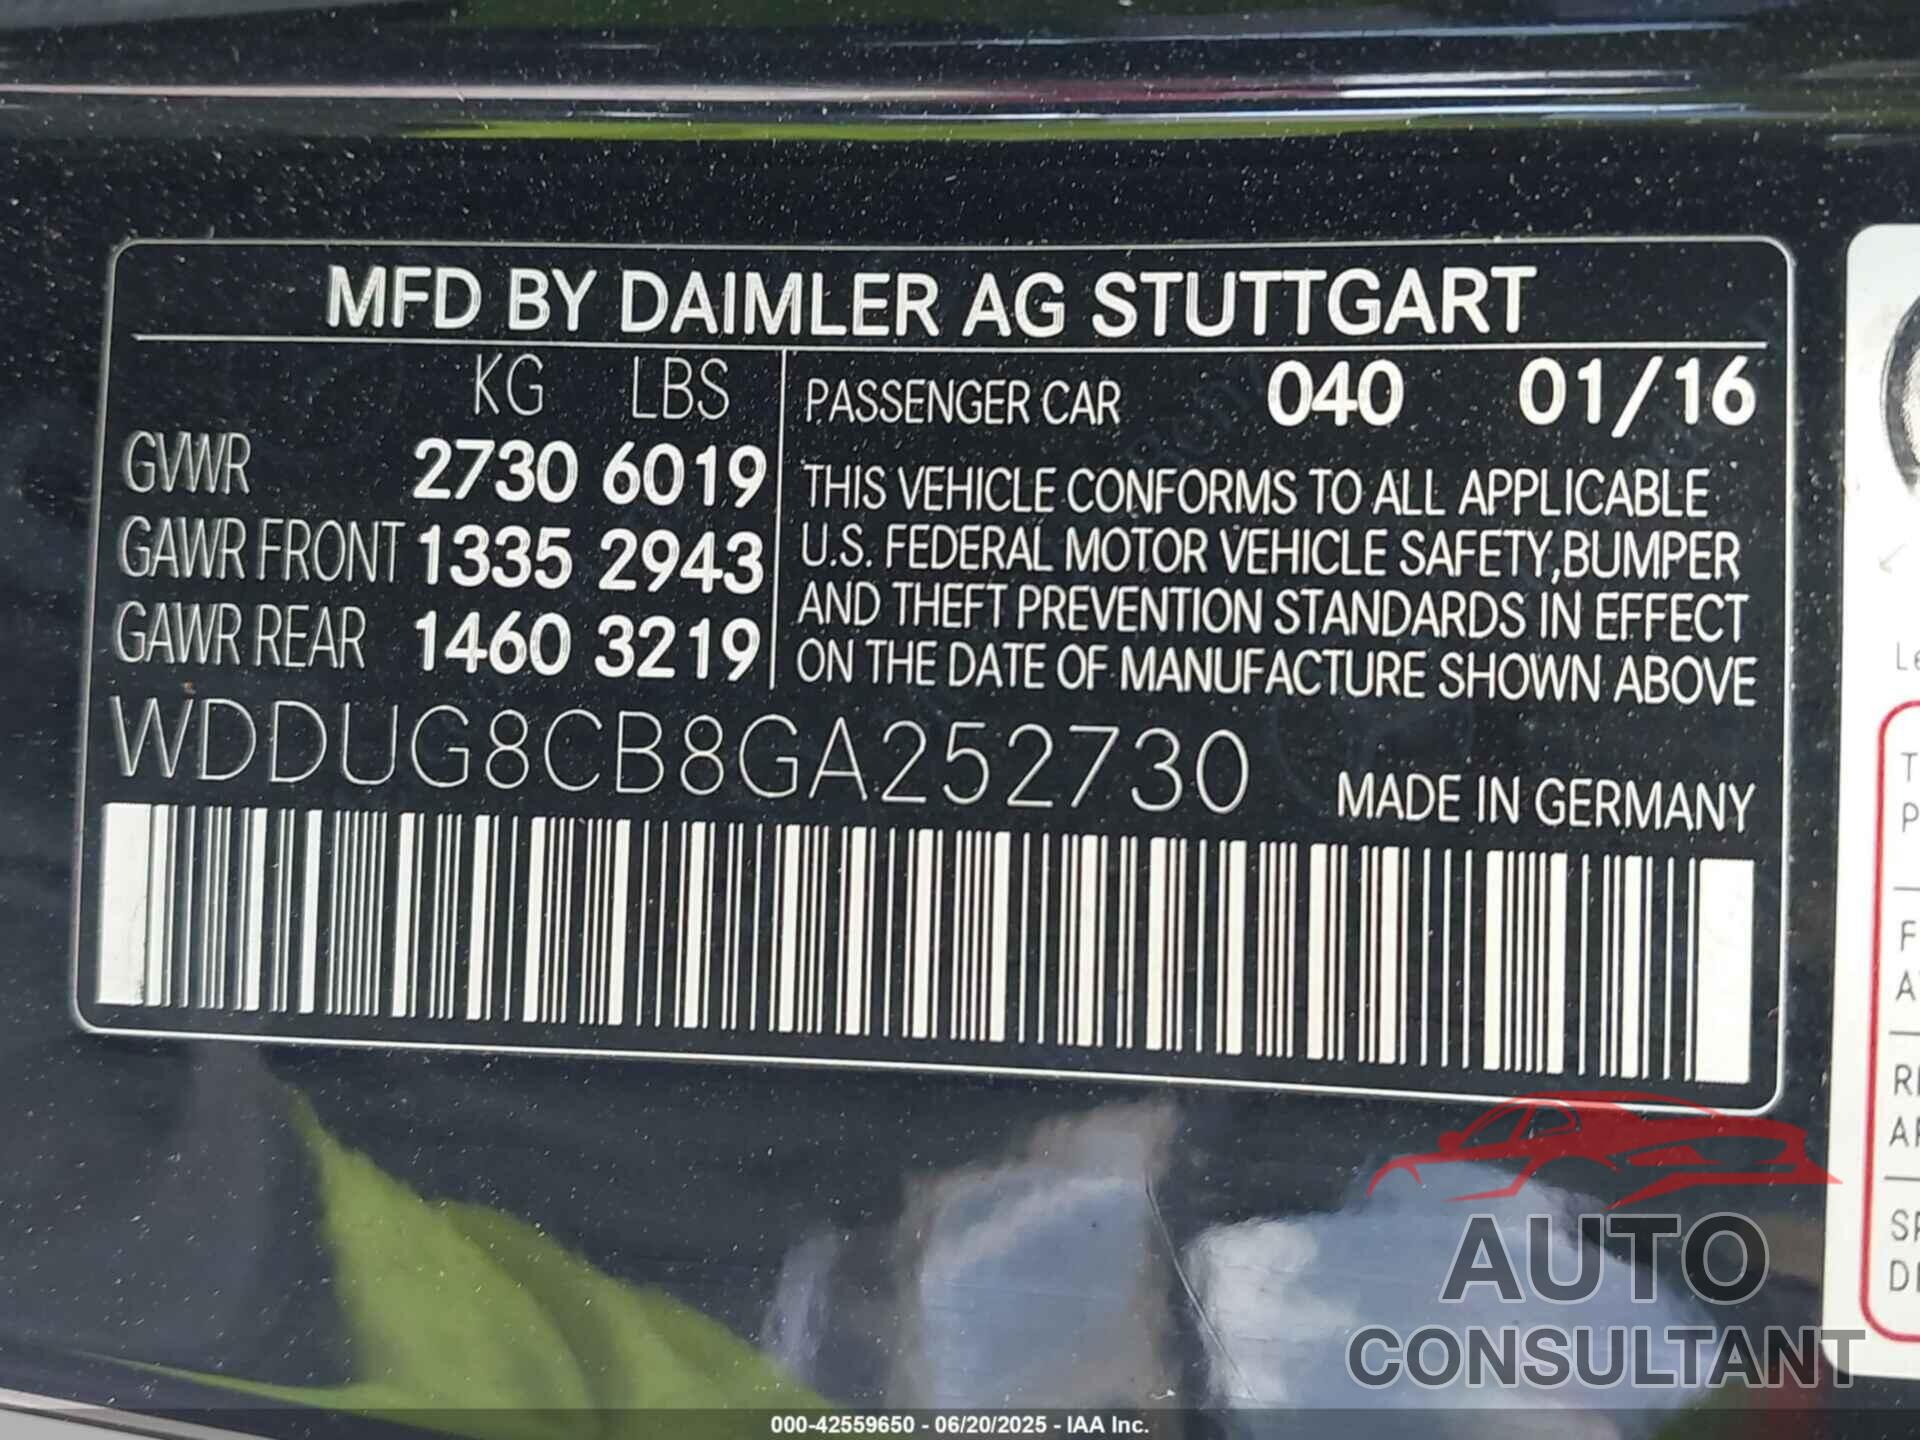 MFD BY DAIMLER AG STUTTGART
KG LBS
GVWR 2730 6019
GAWR FRONT 1335 2943
GAWR REAR 1460 3219
PASSENGER CAR 040 01/16
THIS VEHICLE CONFORMS TO ALL APPLICABLE
U.S. FEDERAL MOTOR VEHICLE SAFETY,BUMPER
AND THEFT PREVENTION STANDARDS IN EFFECT
ON THE DATE OF MANUFACTURE SHOWN ABOVE
WDDUG8CB8GA252730
MADE IN GERMANY
AUTO
CONSULTANT
000-42559650 - 06/20/2025 - IAA Inc.